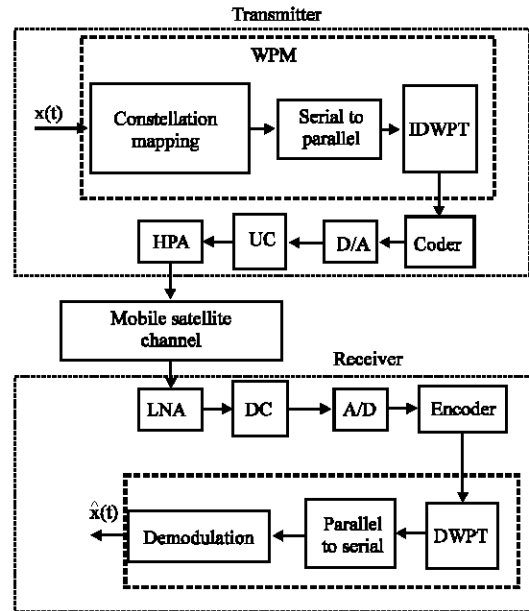 Transmitter
WPM
x(t)
Constellation
mapping
Serial to
parallel
IDWPT
HPA
UC
D/A
Coder
Mobile satellite
channel
Receiver
LNA
DC
A/D
Encoder
x̂(t)
Demodulation
Parallel
to serial
DWPT